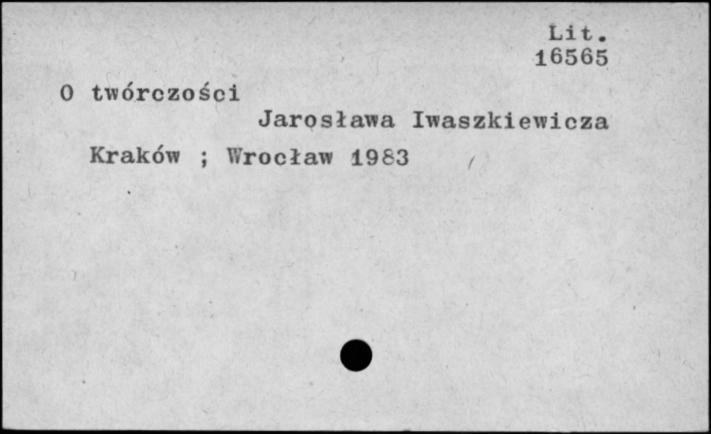 Lit.
16565
O twórczości
Jarosława Iwaszkiewicza
Kraków ; Wrocław 1983